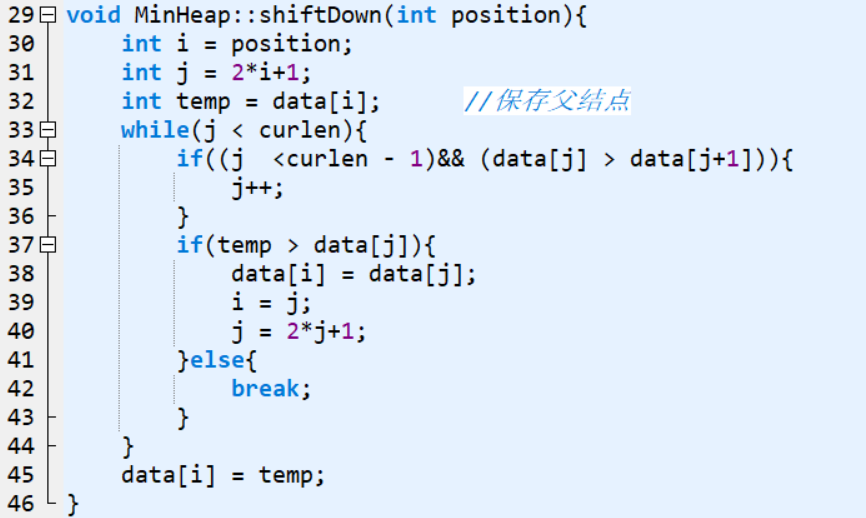 29 void MinHeap::shiftDown(int position){
30     int i = position;
31     int j = 2*i+1;
32     int temp = data[i];      //保存父结点
33     while(j < curlen){
34         if((j  <curlen - 1)&& (data[j] > data[j+1])){
35             j++;
36         }
37         if(temp > data[j]){
38             data[i] = data[j];
39             i = j;
40             j = 2*j+1;
41         }else{
42             break;
43         }
44     }
45     data[i] = temp;
46 }